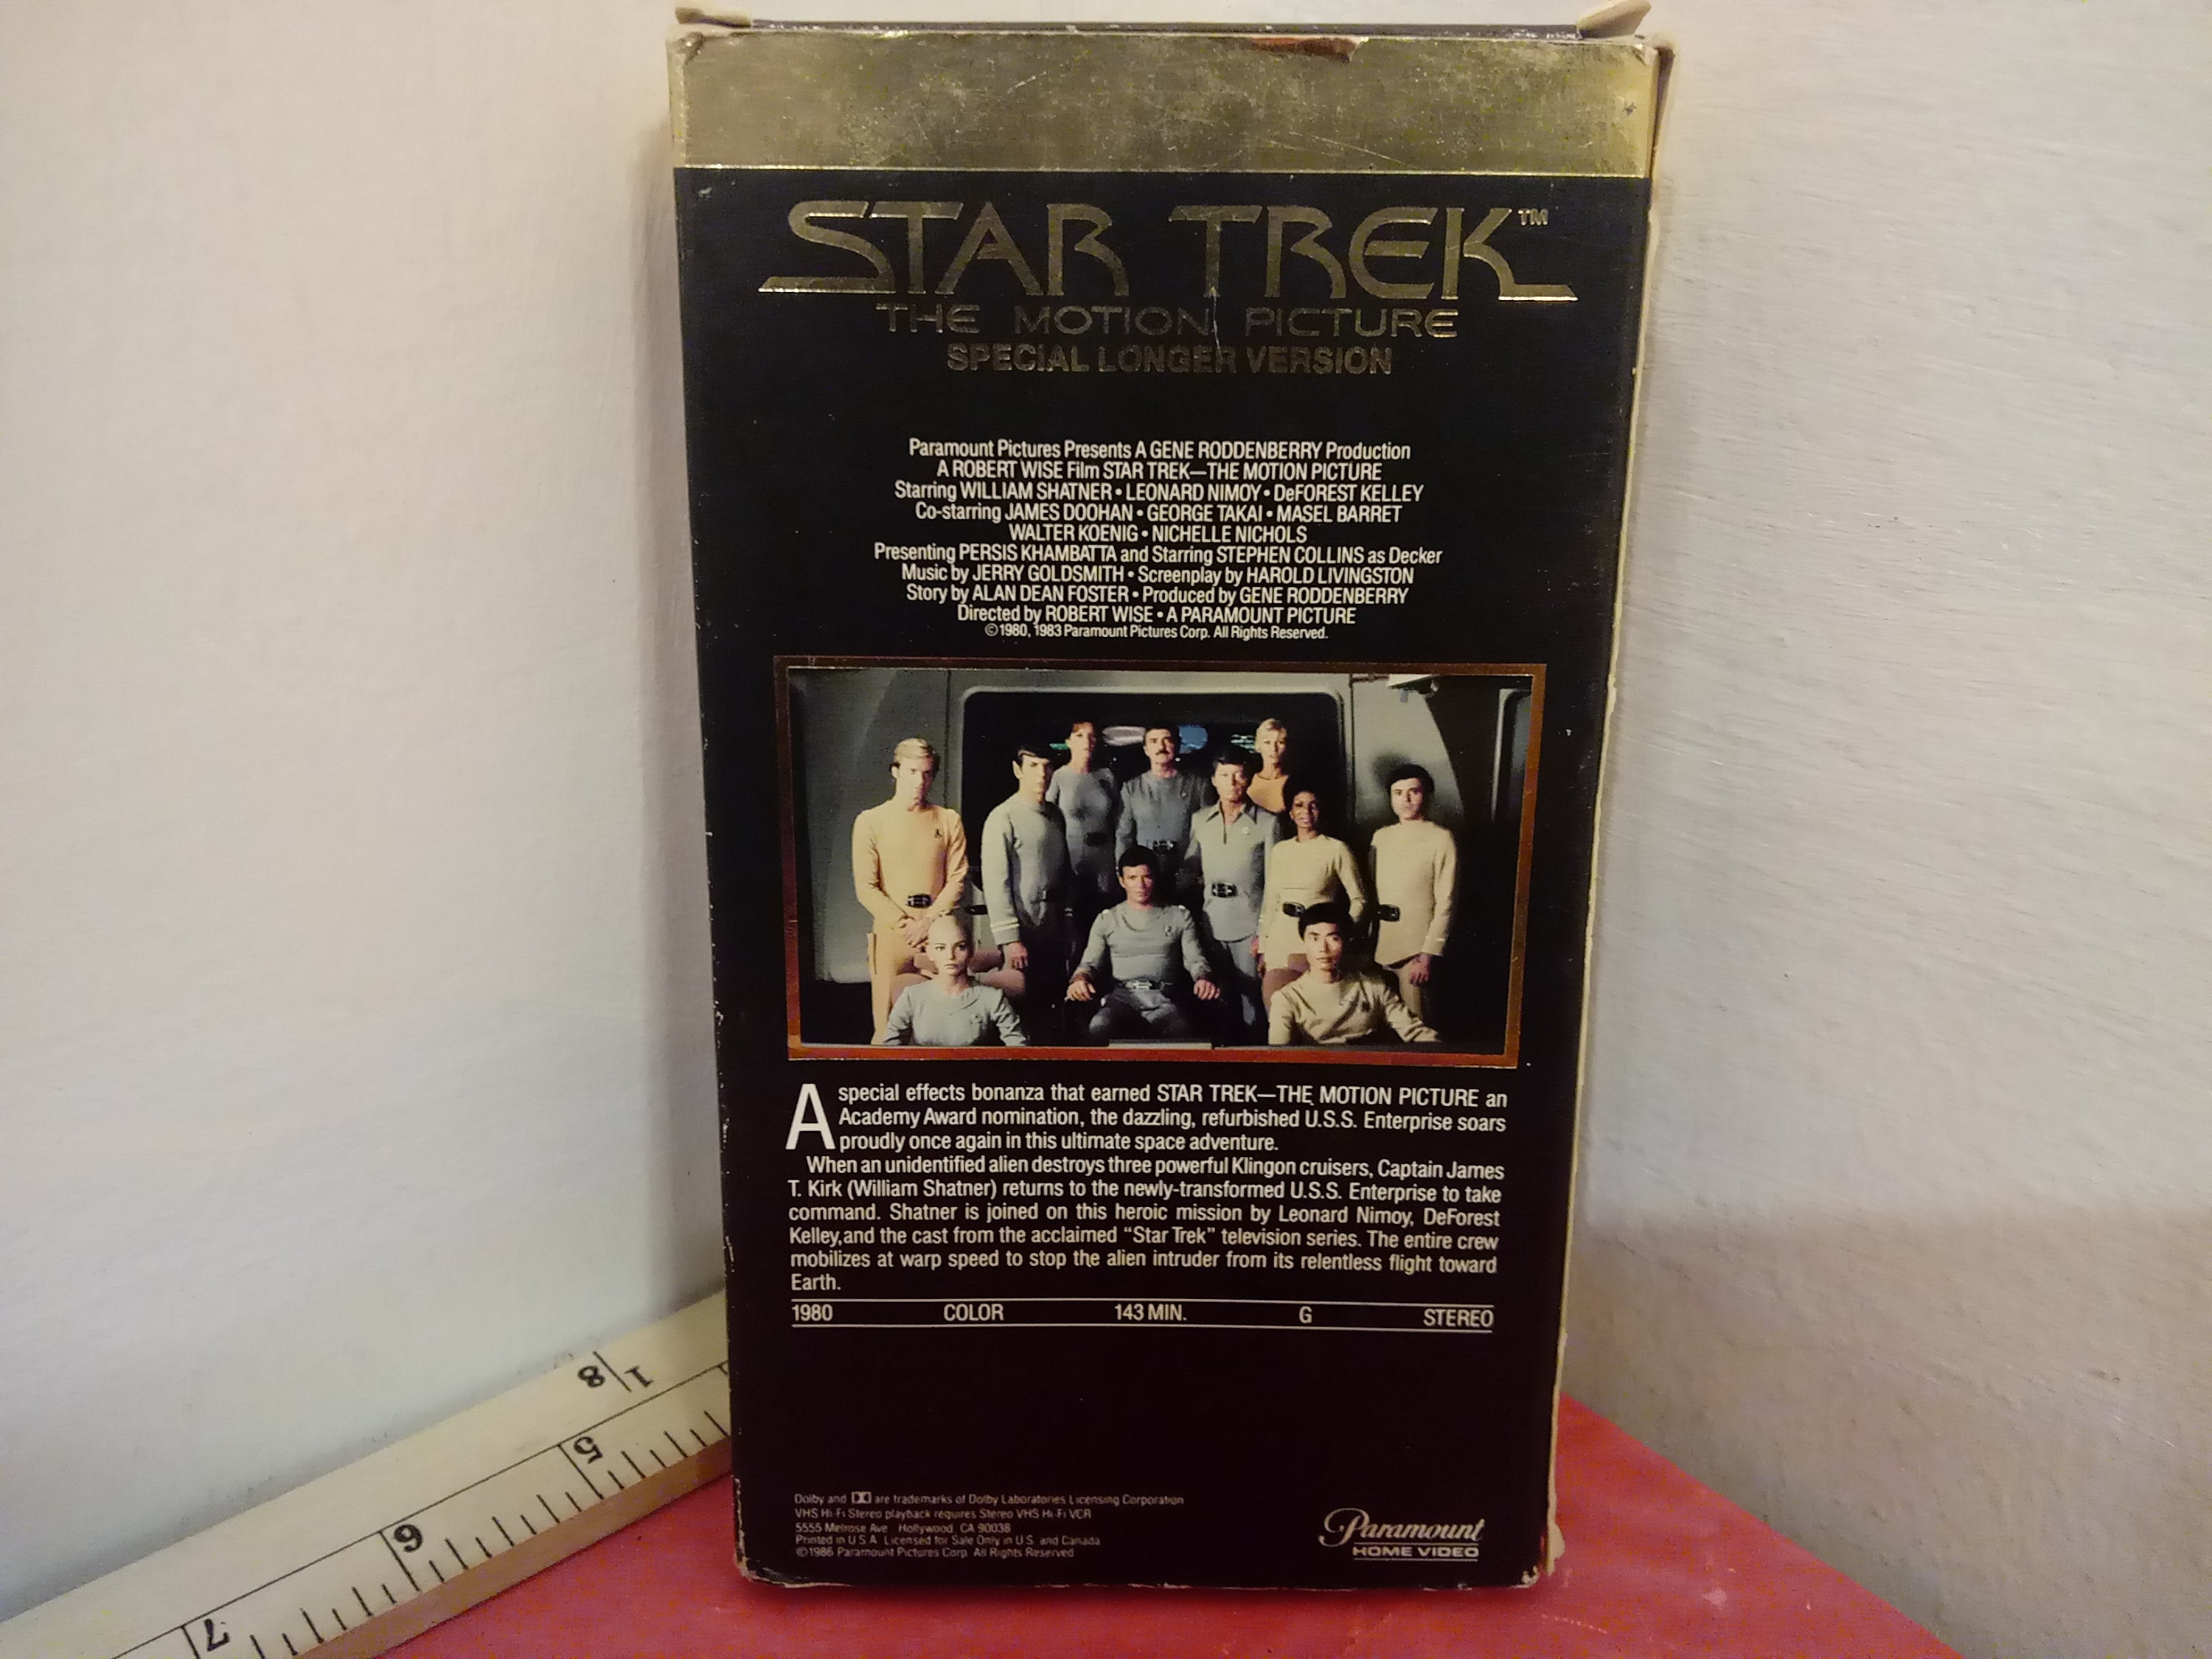 STAR TREK™
THE MOTION PICTURE
SPECIAL LONGER VERSION
Paramount Pictures Presents A GENE RODDENBERRY Production
A ROBERT WISE Film STAR TREK—THE MOTION PICTURE
Starring WILLIAM SHATNER • LEONARD NIMOY • DeFOREST KELLEY
Co-starring JAMES DOOHAN • GEORGE TAKAI • MASEL BARRET
WALTER KOENIG • NICHELLE NICHOLS
Presenting PERSIS KHAMBATTA and Starring STEPHEN COLLINS as Decker
Music by JERRY GOLDSMITH • Screenplay by HAROLD LIVINGSTON
Story by ALAN DEAN FOSTER • Produced by GENE RODDENBERRY
Directed by ROBERT WISE • A PARAMOUNT PICTURE
©1980, 1983 Paramount Pictures Corp. All Rights Reserved.
A special effects bonanza that earned STAR TREK—THE MOTION PICTURE an
Academy Award nomination, the dazzling, refurbished U.S.S. Enterprise soars
proudly once again in this ultimate space adventure.
When an unidentified alien destroys three powerful Klingon cruisers, Captain James
T. Kirk (William Shatner) returns to the newly-transformed U.S.S. Enterprise to take
command. Shatner is joined on this heroic mission by Leonard Nimoy, DeForest
Kelley, and the cast from the acclaimed “Star Trek” television series. The entire crew
mobilizes at warp speed to stop the alien intruder from its relentless flight toward
Earth.
1980 COLOR 143 MIN. G STEREO
Dolby and are trademarks of Dolby Laboratories Licensing Corporation
VHS Hi-Fi Stereo playback requires Stereo VHS Hi-Fi VCR
5555 Melrose Ave Hollywood CA 90038
Printed in U.S.A. Licensed for Sale Only in U.S. and Canada
©1986 Paramount Pictures Corp. All Rights Reserved
Paramount
HOME VIDEO
8 1
5
6
7